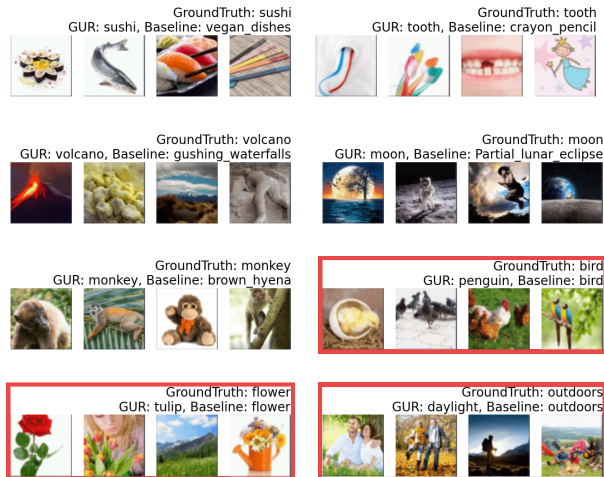 GroundTruth: sushi
GUR: sushi, Baseline: vegan_dishes
GroundTruth: tooth
GUR: tooth, Baseline: crayon_pencil
GroundTruth: volcano
GUR: volcano, Baseline: gushing_waterfalls
GroundTruth: moon
GUR: moon, Baseline: Partial_lunar_eclipse
GroundTruth: monkey
GUR: monkey, Baseline: brown_hyena
GroundTruth: bird
GUR: penguin, Baseline: bird
GroundTruth: flower
GUR: tulip, Baseline: flower
GroundTruth: outdoors
GUR: daylight, Baseline: outdoors